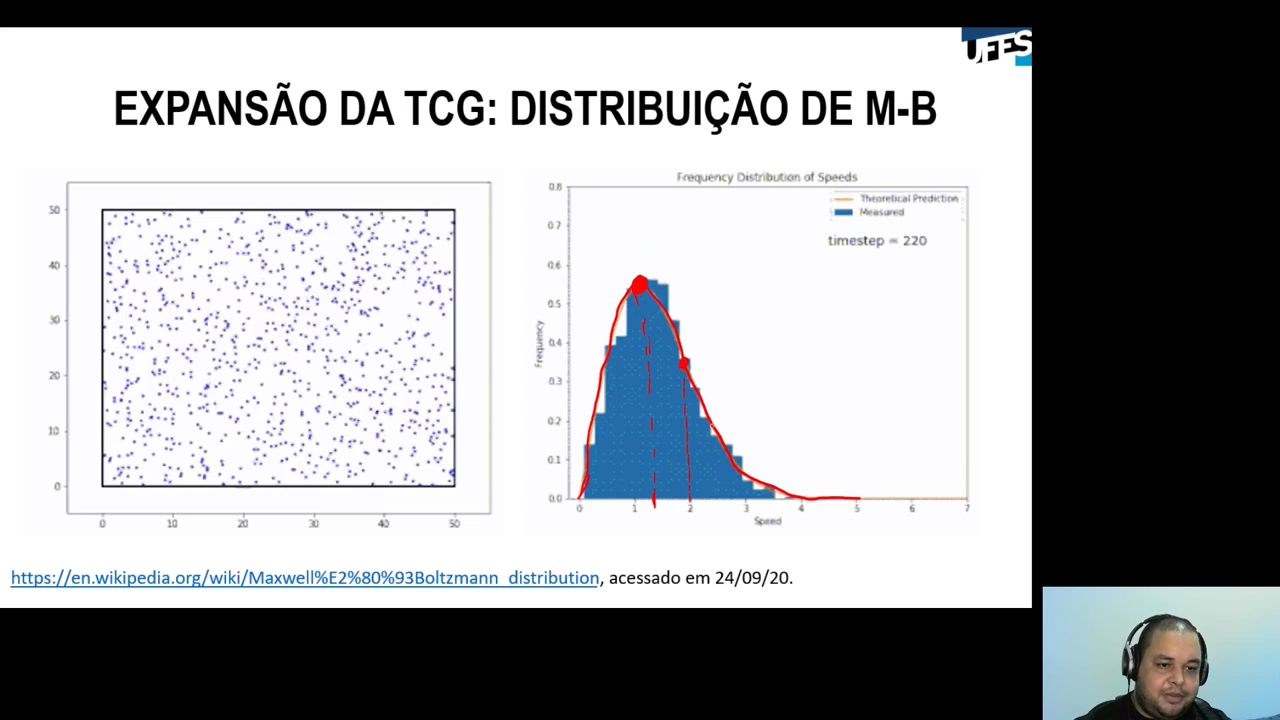 UFES
EXPANSÃO DA TCG: DISTRIBUIÇÃO DE M-B
50
40
30
20
10
0
0 10 20 30 40 50
Frequency Distribution of Speeds
Theoretical Prediction
Measured
timestep = 220
0.8
0.7
0.6
0.5
0.4
0.3
0.2
0.1
0.0
Frequency
0 1 2 3 4 5 6 7
Speed
https://en.wikipedia.org/wiki/Maxwell%E2%80%93Boltzmann_distribution, acessado em 24/09/20.